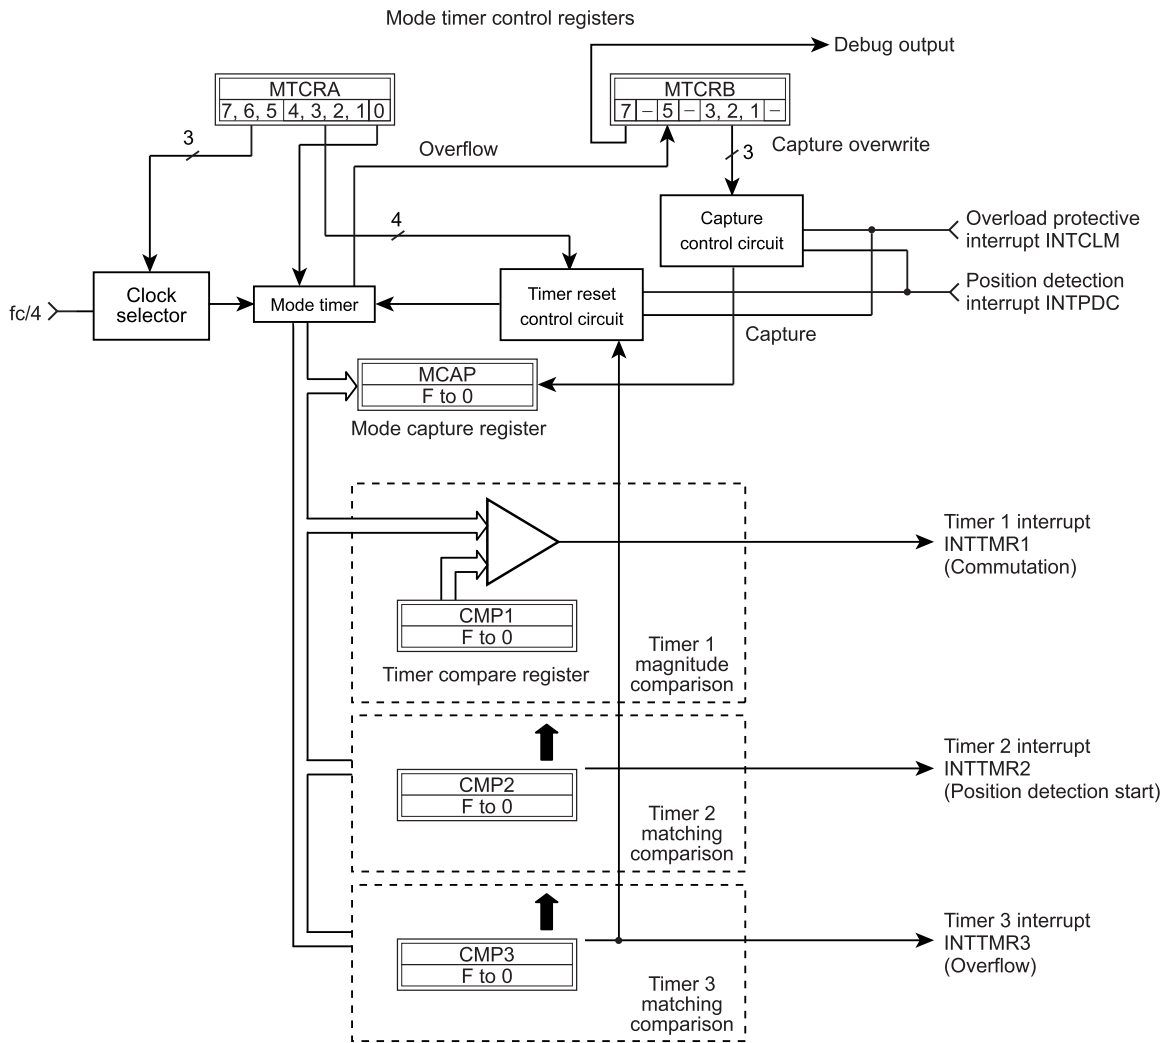 Mode timer control registers
Debug output
MTCRA
7, 6, 5 4, 3, 2, 1 0
MTCRB
7 – 5 – 3, 2, 1 –
3
Overflow
3
Capture overwrite
4
Capture
control circuit
Overload protective
interrupt INTCLM
Position detection
interrupt INTPDC
fc/4
Clock
selector
Mode timer
Timer reset
control circuit
Capture
MCAP
F to 0
Mode capture register
Timer 1 interrupt
INTTMR1
(Commutation)
CMP1
F to 0
Timer compare register
Timer 1
magnitude
comparison
Timer 2 interrupt
INTTMR2
(Position detection start)
CMP2
F to 0
Timer 2
matching
comparison
Timer 3 interrupt
INTTMR3
(Overflow)
CMP3
F to 0
Timer 3
matching
comparison